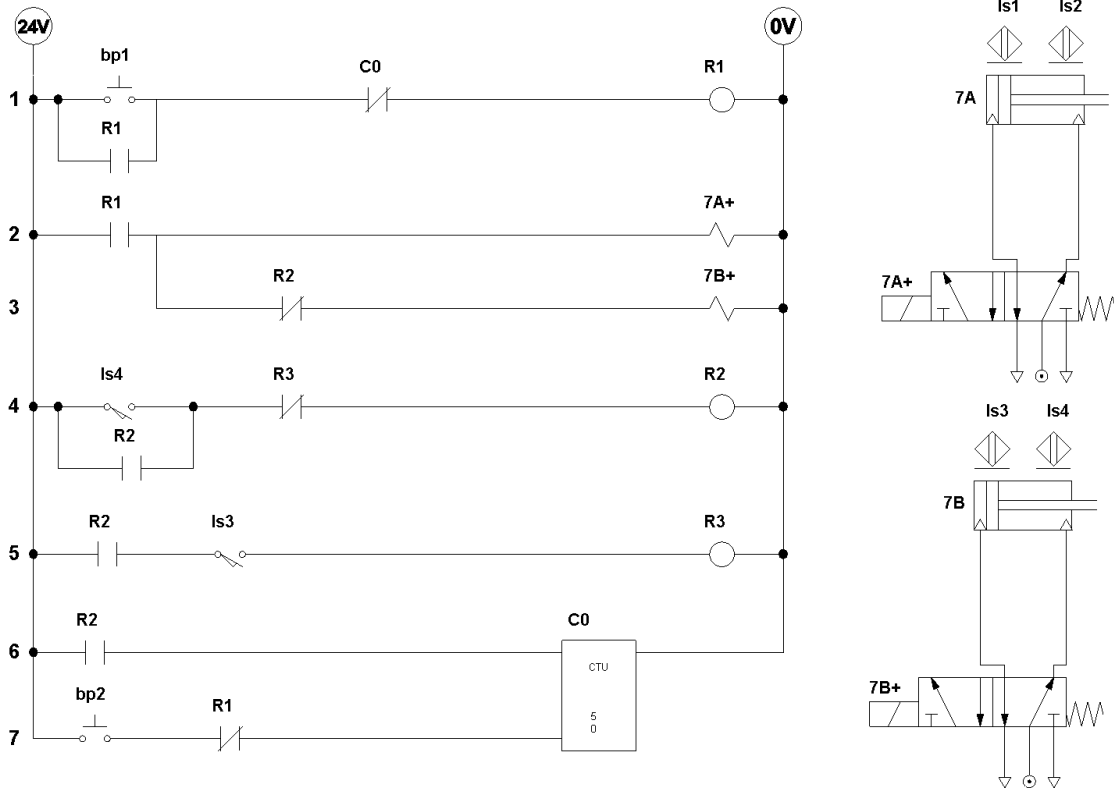 24V
0V
bp1
C0
R1
1
R1
R1
7A+
2
R2
7B+
3
ls4
R3
R2
4
R2
R2
ls3
R3
5
R2
C0
6
CTU
bp2
R1
5
0
7
ls1
ls2
7A
7A+
ls3
ls4
7B
7B+